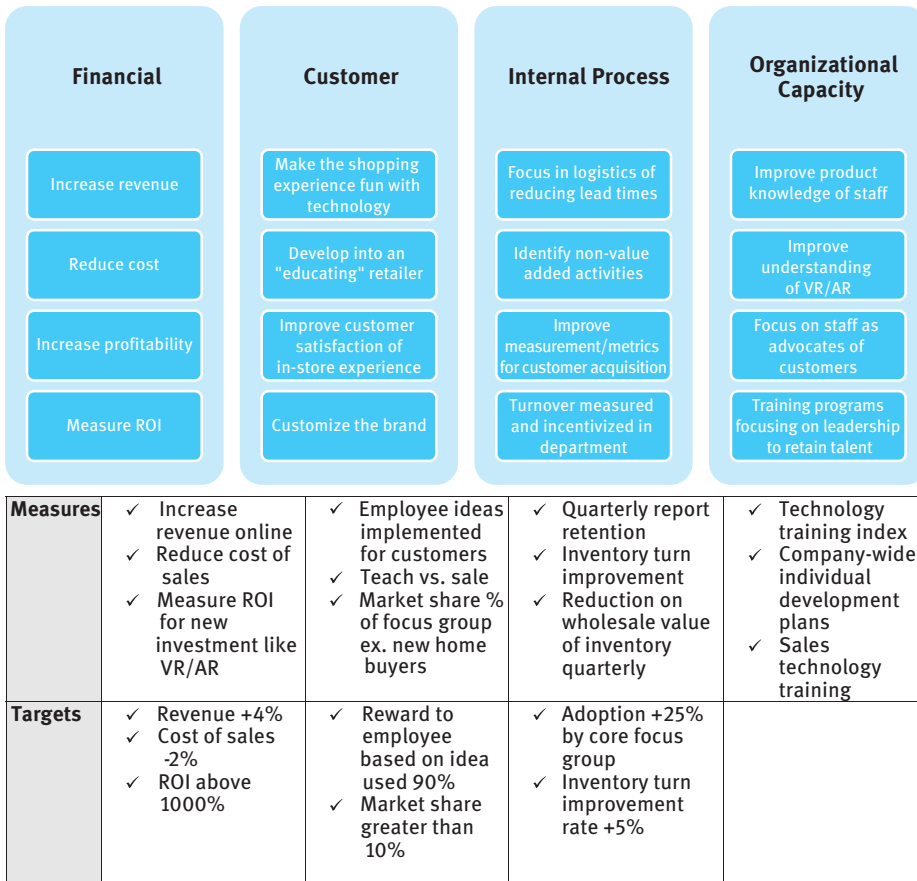 Financial
Increase revenue
Reduce cost
Increase profitability
Measure ROI
Customer
Make the shopping
experience fun with
technology
Develop into an
"educating" retailer
Improve customer
satisfaction of
in-store experience
Customize the brand
Internal Process
Focus in logistics of
reducing lead times
Identify non-value
added activities
Improve
measurement/metrics
for customer acquisition
Turnover measured
and incentivized in
department
Organizational
Capacity
Improve product
knowledge of staff
Improve
understanding
of VR/AR
Focus on staff as
advocates of
customers
Training programs
focusing on leadership
to retain talent
Measures
✓ Increase
revenue online
✓ Reduce cost of
sales
✓ Measure ROI
for new
investment like
VR/AR
✓ Employee ideas
implemented
for customers
✓ Teach vs. sale
✓ Market share %
of focus group
ex. new home
buyers
✓ Quarterly report
retention
✓ Inventory turn
improvement
✓ Reduction on
wholesale value
of inventory
quarterly
✓ Technology
training index
✓ Company-wide
individual
development
plans
✓ Sales
technology
training
Targets
✓ Revenue +4%
✓ Cost of sales
-2%
✓ ROI above
1000%
✓ Reward to
employee
based on idea
used 90%
✓ Market share
greater than
10%
✓ Adoption +25%
by core focus
group
✓ Inventory turn
improvement
rate +5%